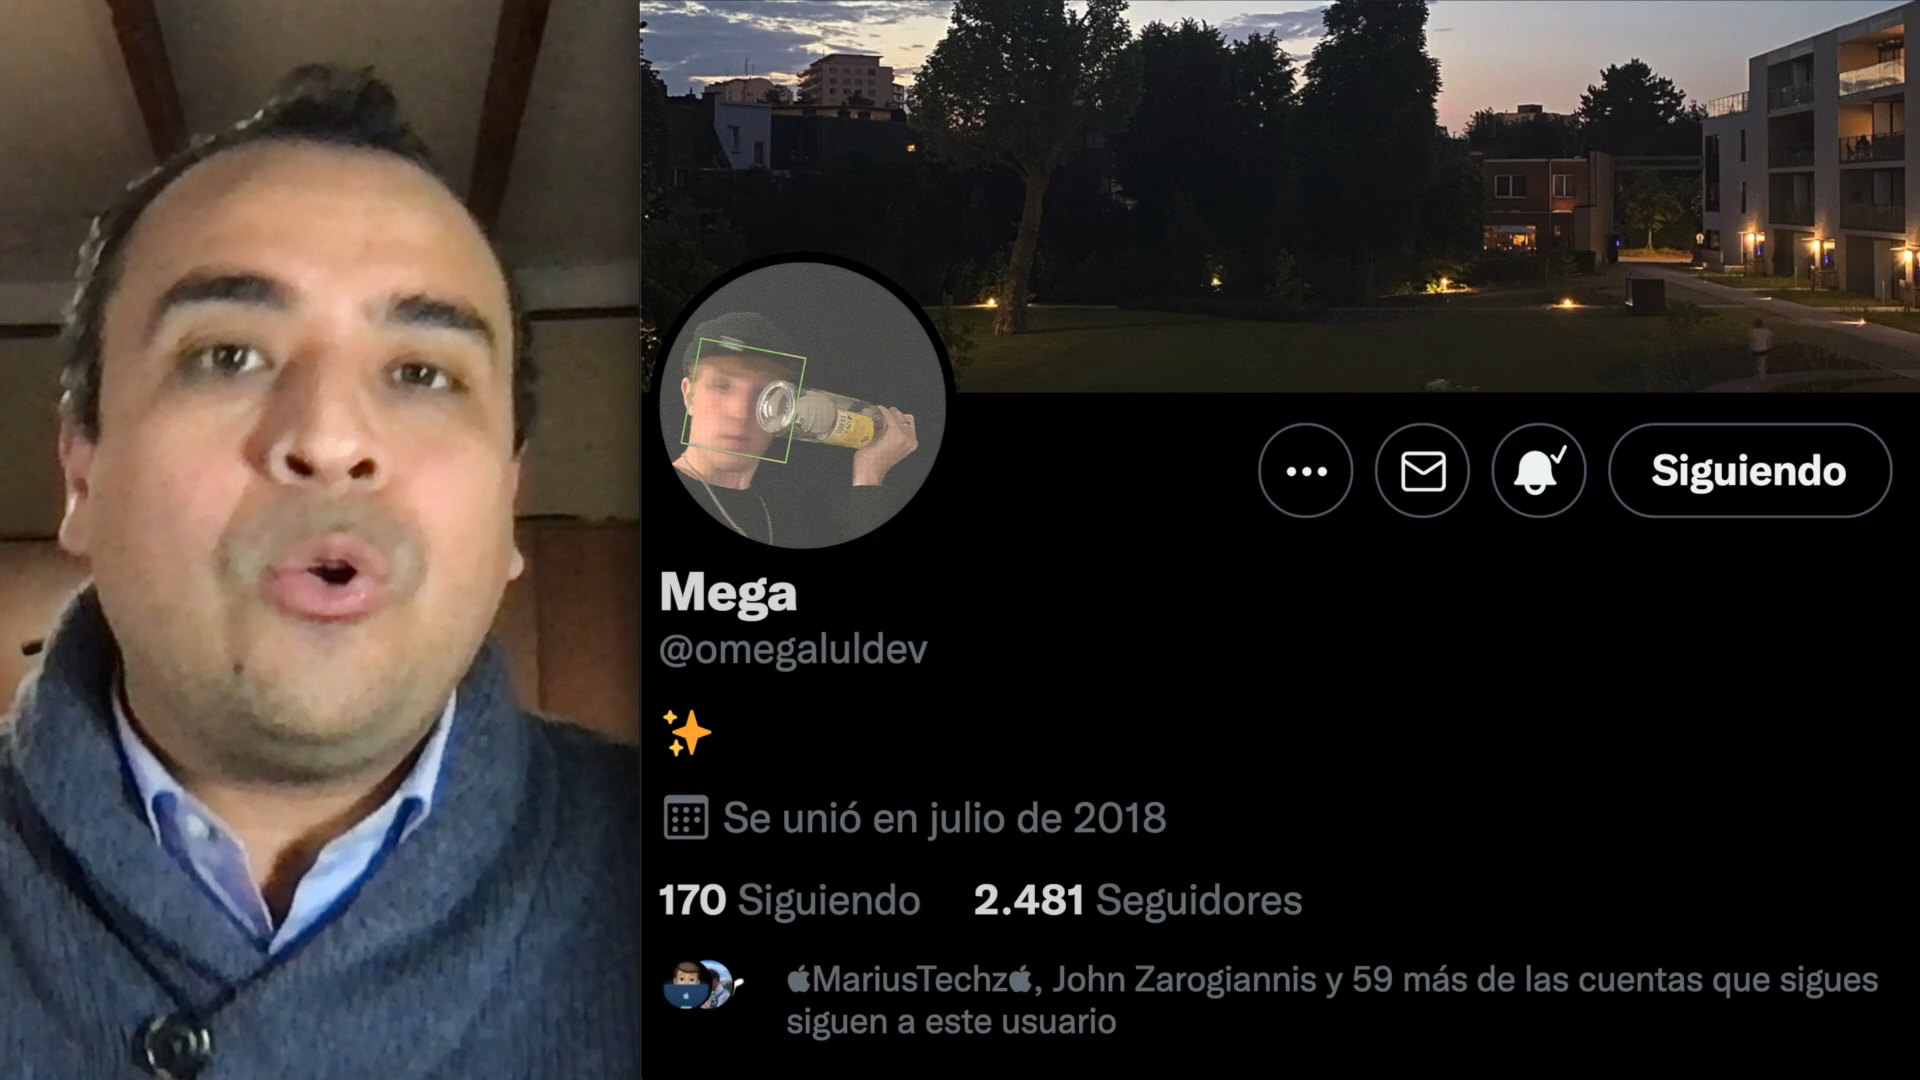 Siguiendo
Mega
@omegaluldev
Se unió en julio de 2018
170 Siguiendo 2.481 Seguidores
MariusTechz, John Zarogiannis y 59 más de las cuentas que sigues
siguen a este usuario